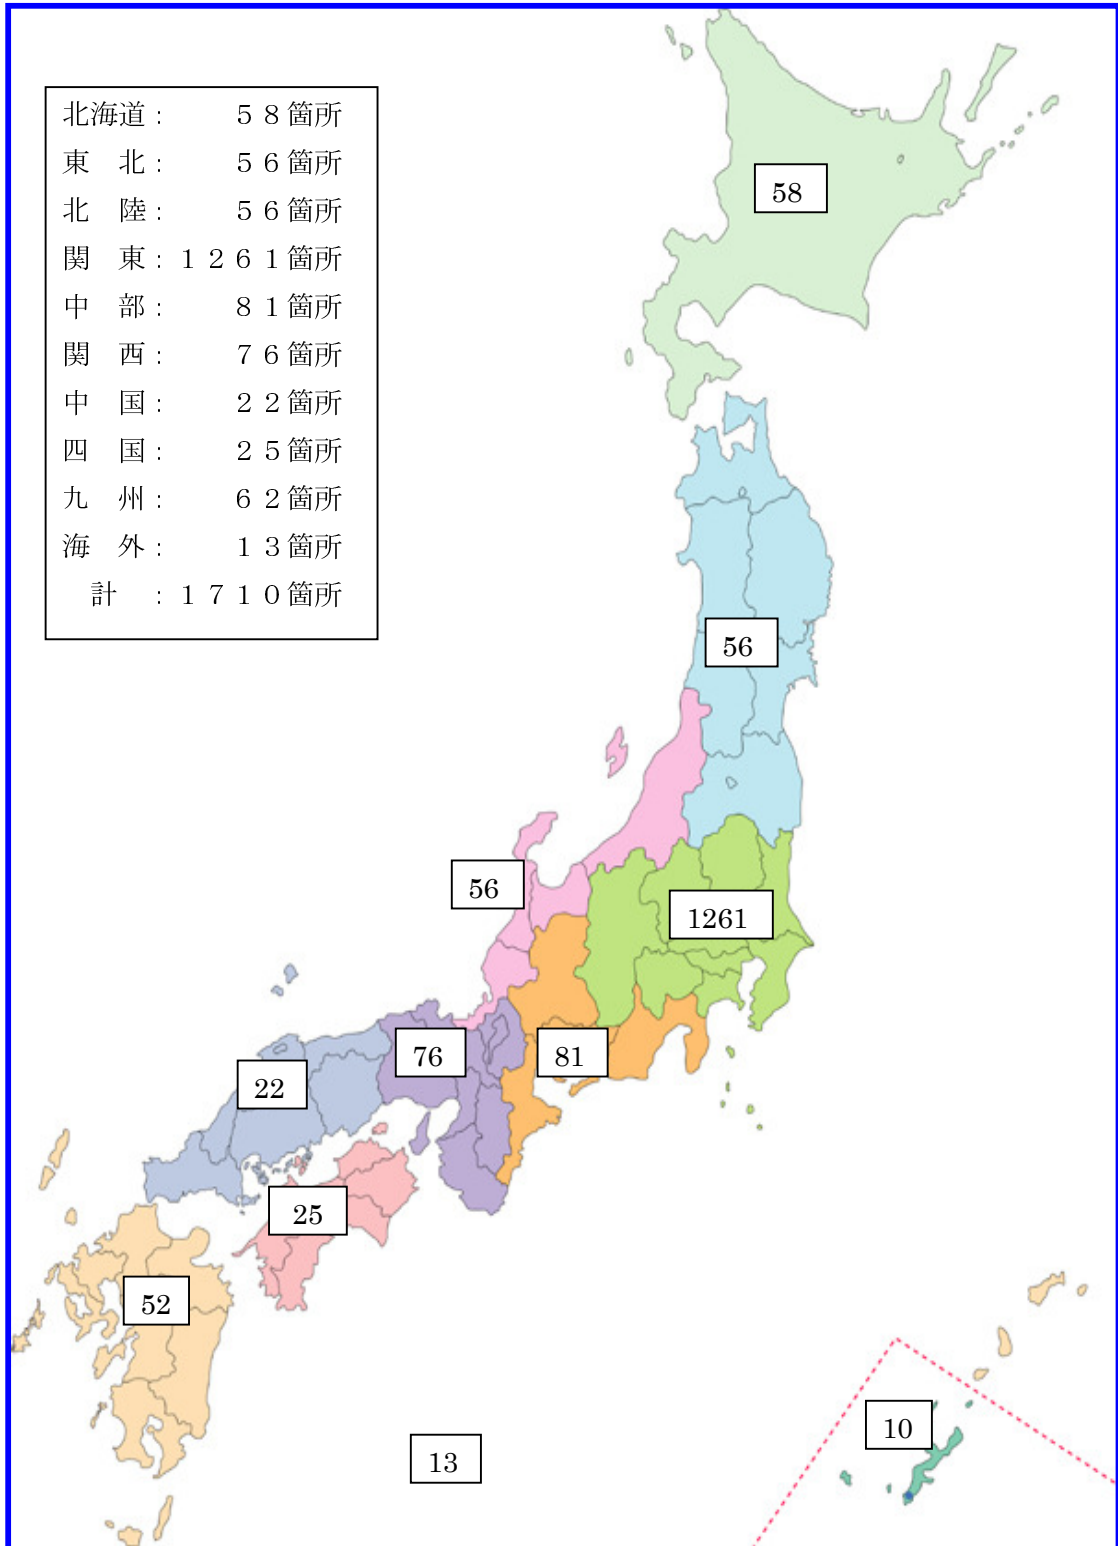 北海道： ５８箇所
東　北： ５６箇所
北　陸： ５６箇所
関　東：１２６１箇所
中　部： ８１箇所
関　西： ７６箇所
中　国： ２２箇所
四　国： ２５箇所
九　州： ６２箇所
海　外： １３箇所
計　：１７１０箇所
58
56
56
1261
76
81
22
25
52
10
13